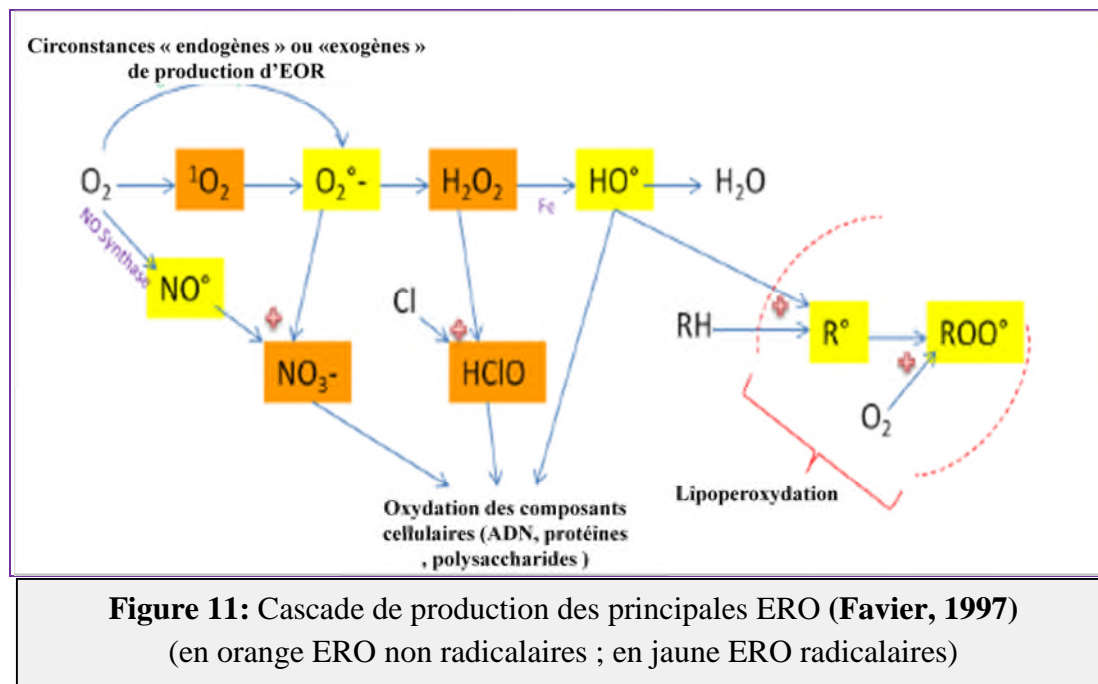 Circonstances « endogènes » ou «exogènes »
de production d'EOR
O₂
¹O₂
O₂°-
H₂O₂
Fe
HO°
H₂O
NO Synthase
NO°
Cl
RH
R°
ROO°
NO₃-
HClO
O₂
Lipoperoxydation
Oxydation des composants
cellulaires (ADN, protéines
, polysaccharides )
Figure 11: Cascade de production des principales ERO (Favier, 1997)
(en orange ERO non radicalaires ; en jaune ERO radicalaires)